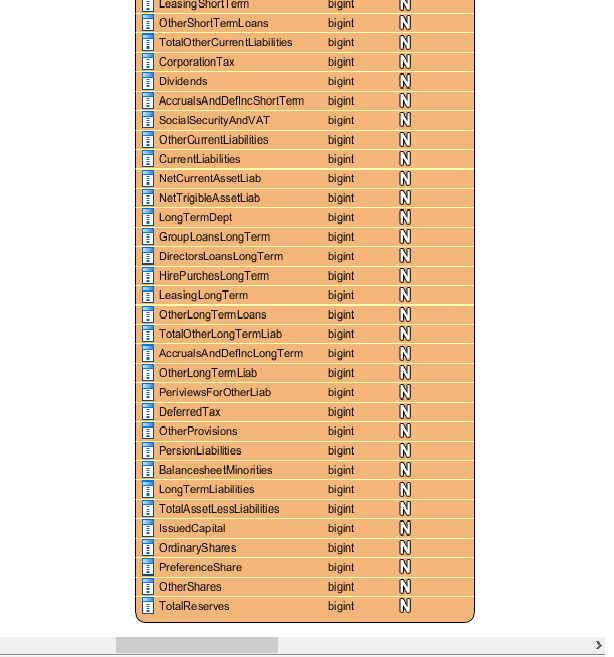 LeasingShortTerm bigint N
OtherShortTermLoans bigint N
TotalOtherCurrentLiabilities bigint N
CorporationTax bigint N
Dividends bigint N
AccrualsAndDefIncShortTerm bigint N
SocialSecurityAndVAT bigint N
OtherCurrentLiabilities bigint N
CurrentLiabilities bigint N
NetCurrentAssetLiab bigint N
NetTrigibleAssetLiab bigint N
LongTermDept bigint N
GroupLoansLongTerm bigint N
DirectorsLoansLongTerm bigint N
HirePurchesLongTerm bigint N
LeasingLongTerm bigint N
OtherLongTermLoans bigint N
TotalOtherLongTermLiab bigint N
AccrualsAndDefIncLongTerm bigint N
OtherLongTermLiab bigint N
PeriviewsForOtherLiab bigint N
DeferredTax bigint N
OtherProvisions bigint N
PersionLiabilities bigint N
BalancesheetMinorities bigint N
LongTermLiabilities bigint N
TotalAssetLessLiabilities bigint N
IssuedCapital bigint N
OrdinaryShares bigint N
PreferenceShare bigint N
OtherShares bigint N
TotalReserves bigint N